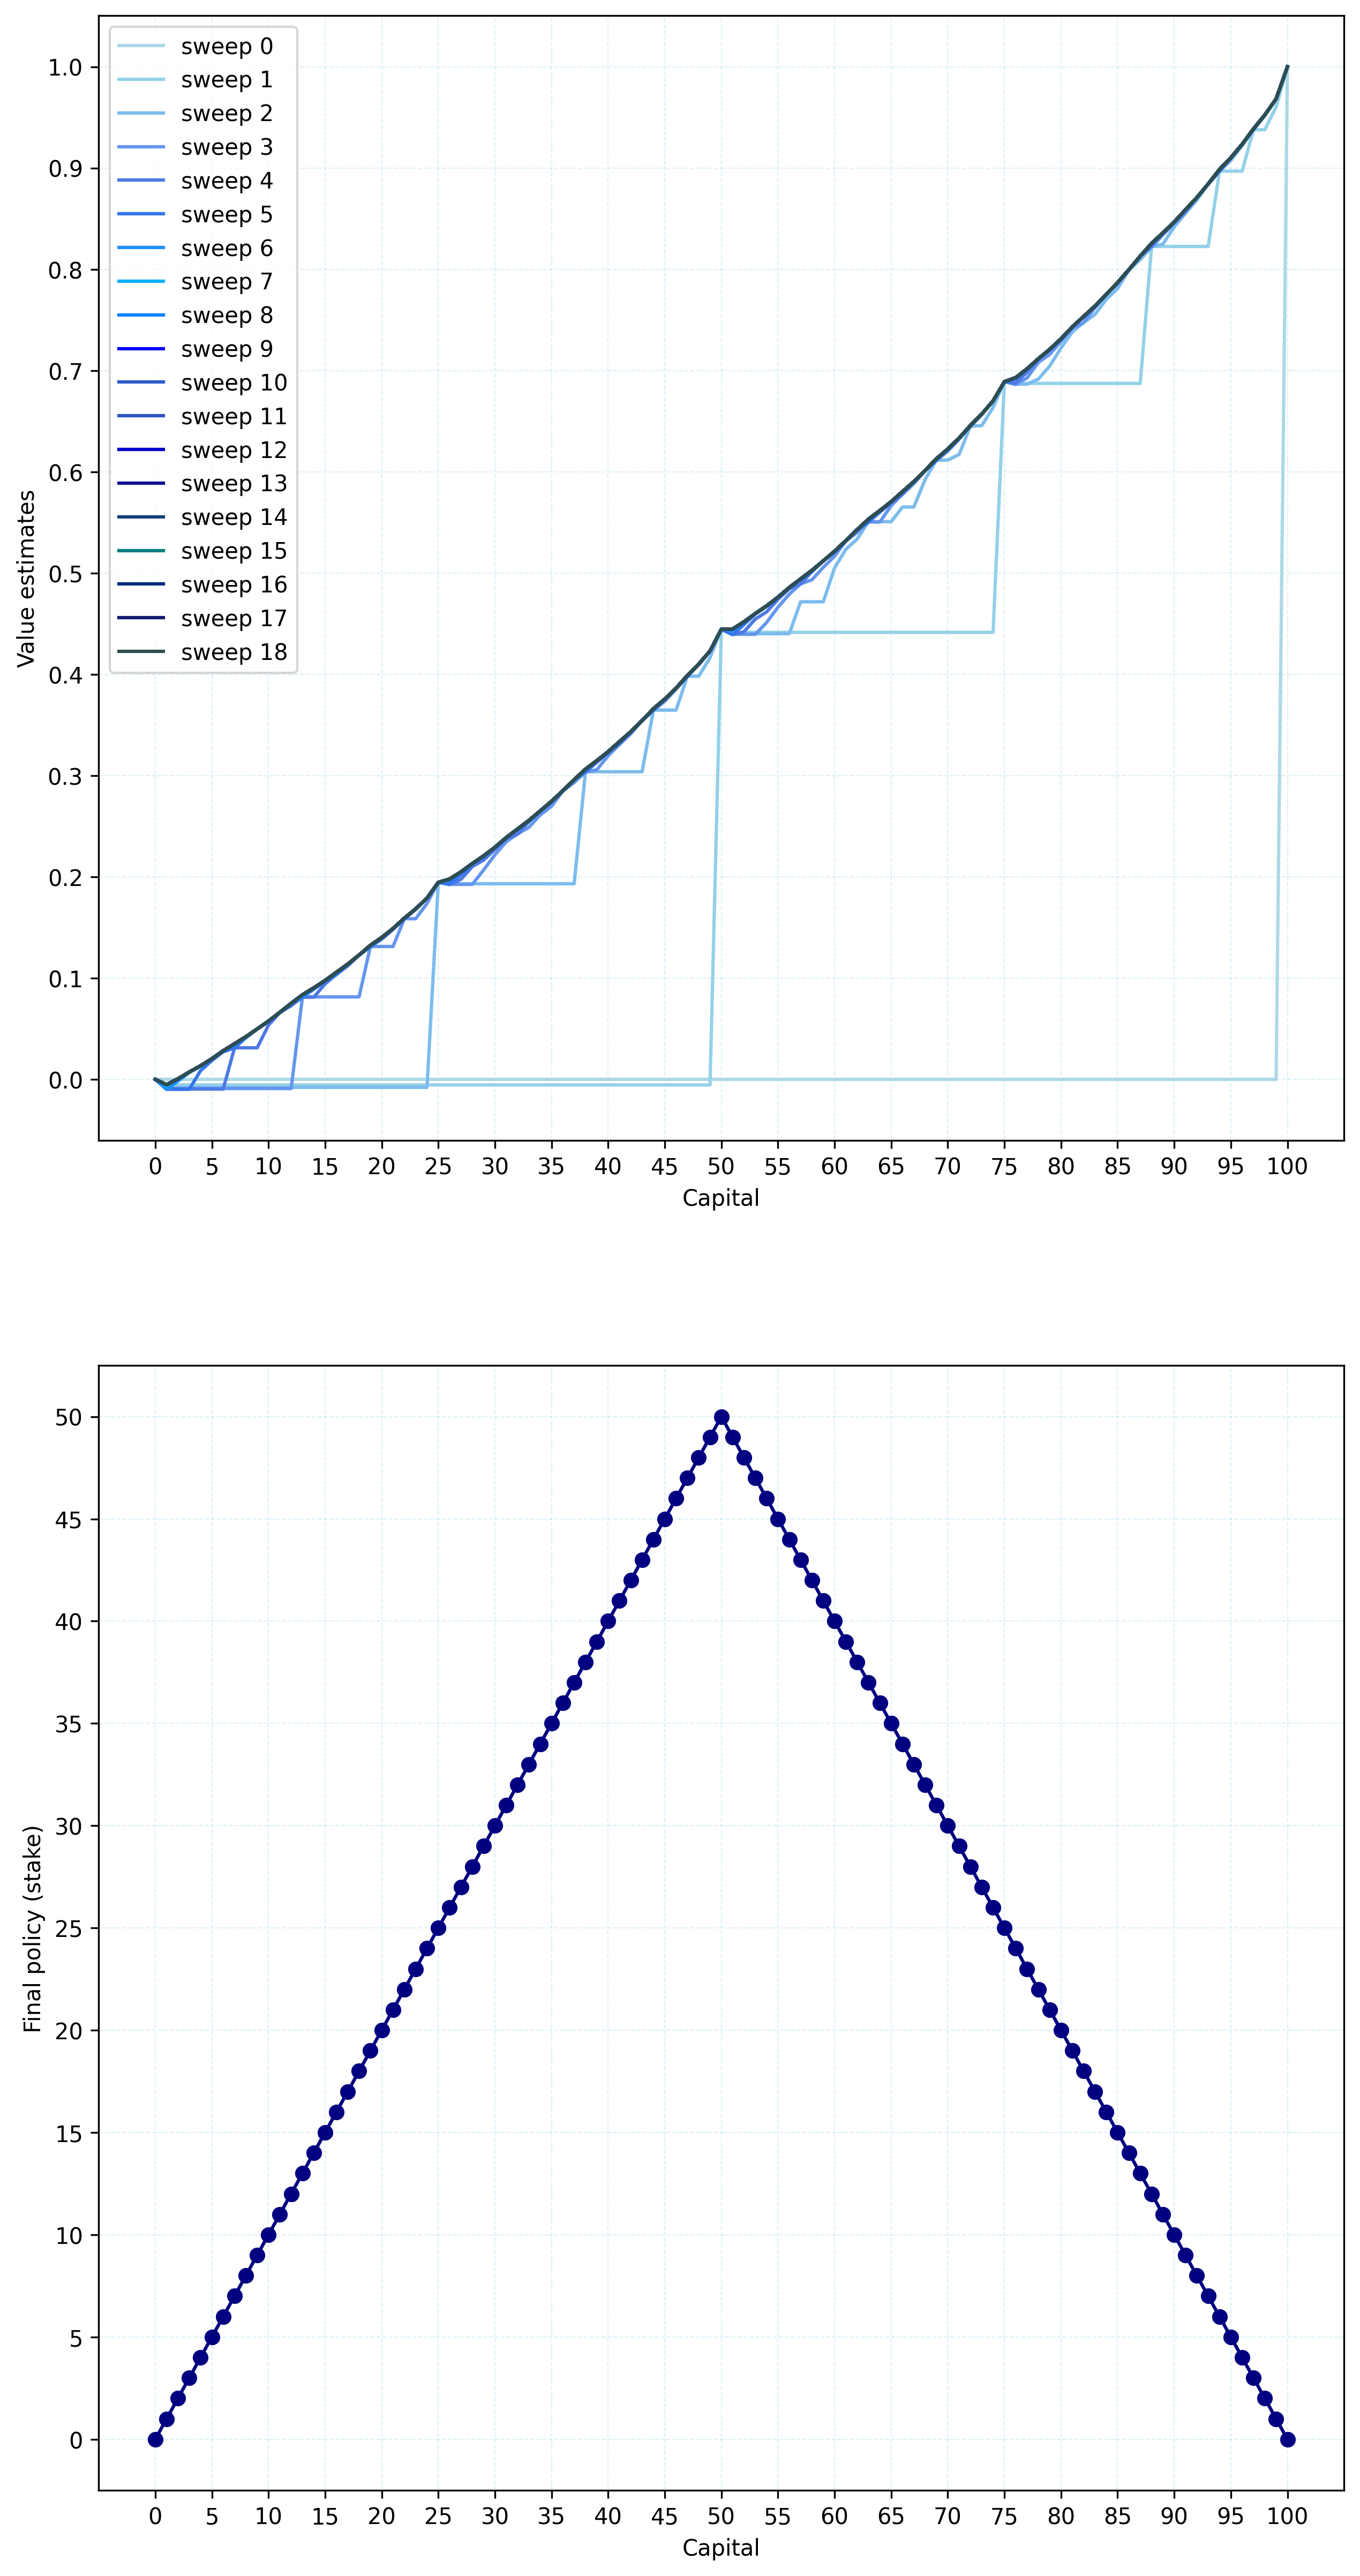 sweep 0
sweep 1
sweep 2
sweep 3
sweep 4
sweep 5
sweep 6
sweep 7
sweep 8
sweep 9
sweep 10
sweep 11
sweep 12
sweep 13
sweep 14
sweep 15
sweep 16
sweep 17
sweep 18
1.0
0.9
0.8
0.7
0.6
0.5
0.4
0.3
0.2
0.1
0.0
Value estimates
0 5 10 15 20 25 30 35 40 45 50 55 60 65 70 75 80 85 90 95 100
Capital
50
45
40
35
30
25
20
15
10
5
0
Final policy (stake)
0 5 10 15 20 25 30 35 40 45 50 55 60 65 70 75 80 85 90 95 100
Capital